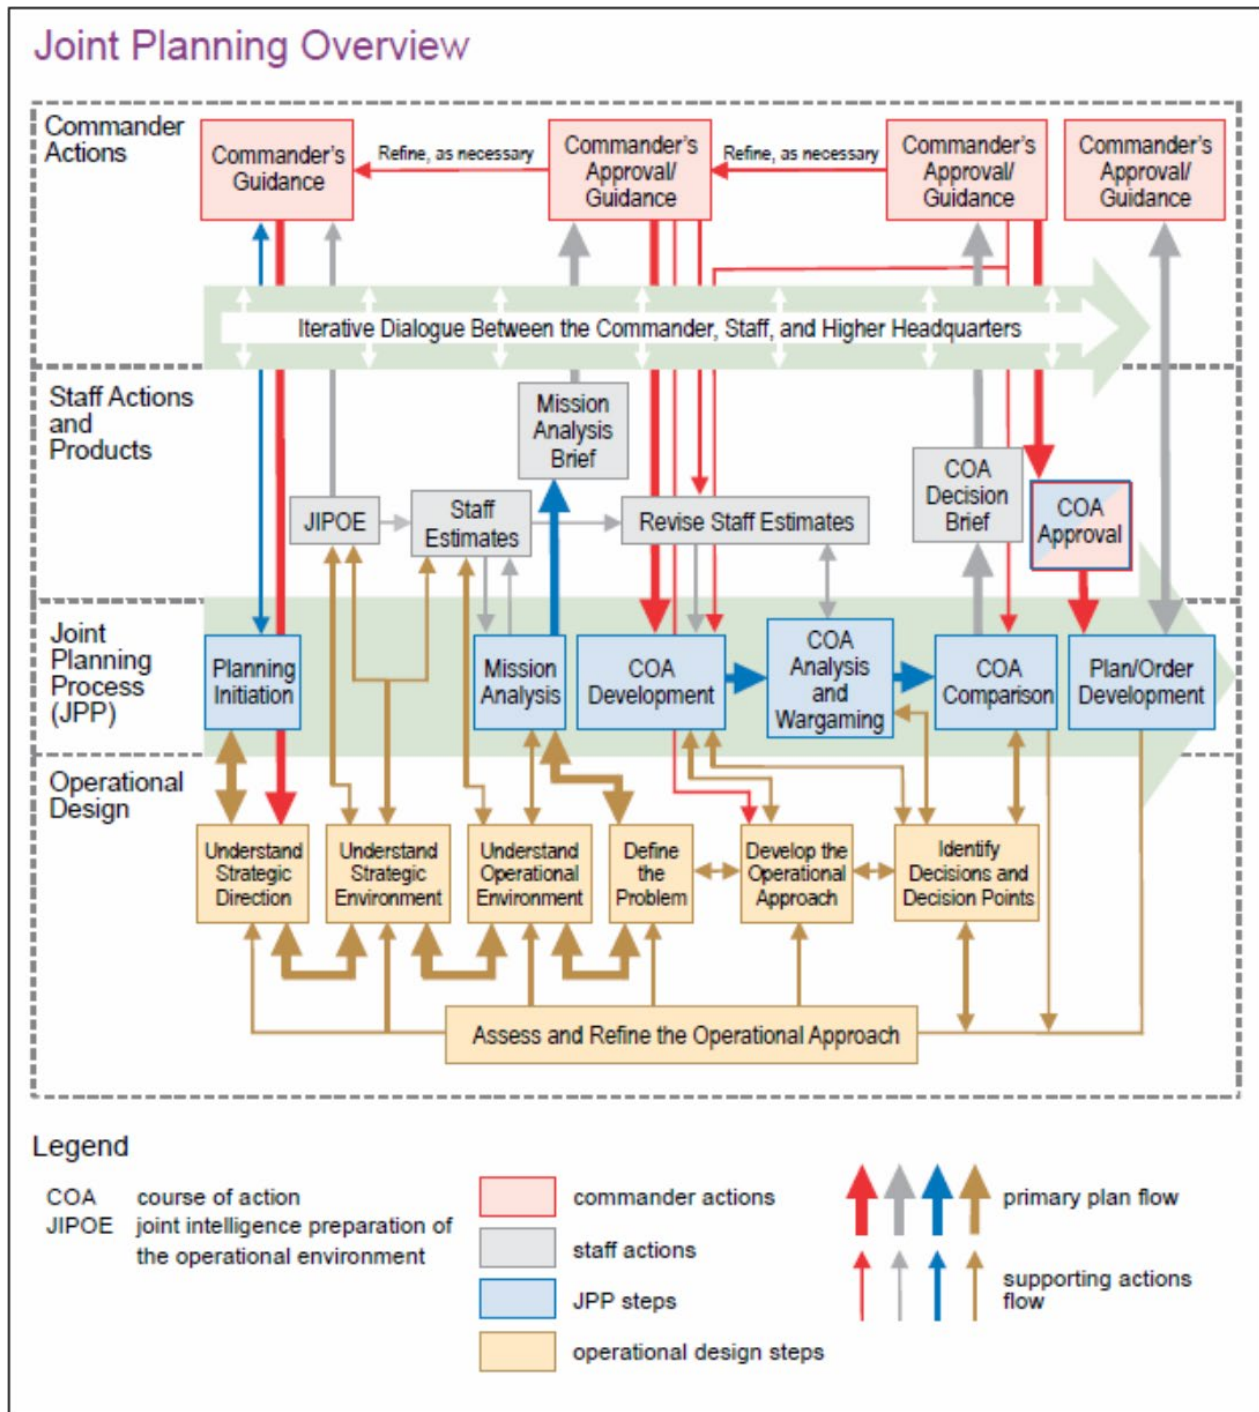 Joint Planning Overview
Commander
Actions
Commander's
Guidance
Refine, as necessary
Commander's
Approval/
Guidance
Refine, as necessary
Commander's
Approval/
Guidance
Commander's
Approval/
Guidance
Iterative Dialogue Between the Commander, Staff, and Higher Headquarters
Staff Actions
and
Products
Mission
Analysis
Brief
JIPOE
Staff
Estimates
Revise Staff Estimates
COA
Decision
Brief
COA
Approval
Joint
Planning
Process
(JPP)
Planning
Initiation
Mission
Analysis
COA
Development
COA
Analysis
and
Wargaming
COA
Comparison
Plan/Order
Development
Operational
Design
Understand
Strategic
Direction
Understand
Strategic
Environment
Understand
Operational
Environment
Define
the
Problem
Develop the
Operational
Approach
Identify
Decisions and
Decision Points
Assess and Refine the Operational Approach
Legend
COA course of action
JIPOE joint intelligence preparation of
the operational environment
commander actions
staff actions
JPP steps
operational design steps
primary plan flow
supporting actions
flow